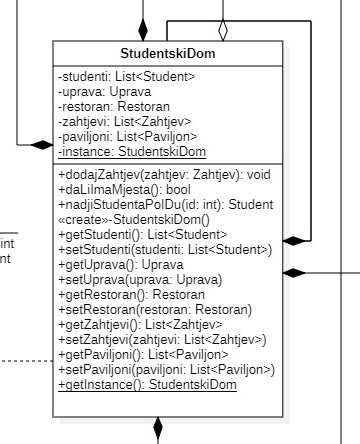 StudentskiDom
-studenti: List<Student>
-uprava: Uprava
-restoran: Restoran
-zahtjevi: List<Zahtjev>
-paviljoni: List<Paviljon>
-instance: StudentskiDom
+dodajZahtjev(zahtjev: Zahtjev): void
+daLiImaMjesta(): bool
+nadjiStudentaPoIDu(id: int): Student
«create»-StudentskiDom()
+getStudenti(): List<Student>
+setStudenti(studenti: List<Student>)
+getUprava(): Uprava
+setUprava(uprava: Uprava)
+getRestoran(): Restoran
+setRestoran(restoran: Restoran)
+getZahtjevi(): List<Zahtjev>
+setZahtjevi(zahtjevi: List<Zahtjev>)
+getPaviljoni(): List<Paviljon>
+setPaviljoni(paviljoni: List<Paviljon>)
+getInstance(): StudentskiDom
int
nt